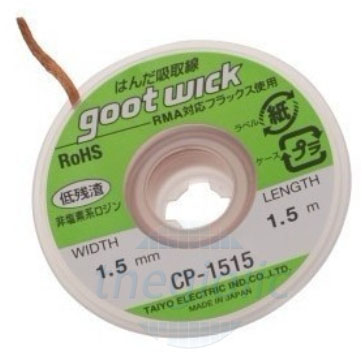 はんだ吸取線
goot wick
RMA対応フラックス使用
RoHS
ラベル
紙
ケース
プラ
低残渣
非塩素系ロジン
WIDTH
1.5 mm
LENGTH
1.5 m
CP-1515
TAIYO ELECTRIC IND.CO.,LTD.
MADE IN JAPAN